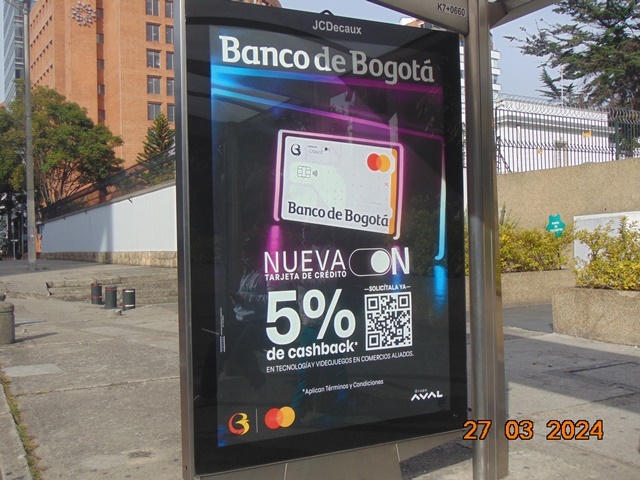 K7+0660
JCDecaux
Banco de Bogotá
Banco de Bogotá
NUEVA ON
TARJETA DE CRÉDITO
SOLICÍTALA YA
5%
de cashback*
EN TECNOLOGÍA Y VIDEOJUEGOS EN COMERCIOS ALIADOS.
*Aplican Términos y Condiciones
Grupo
AVAL
27 03 2024